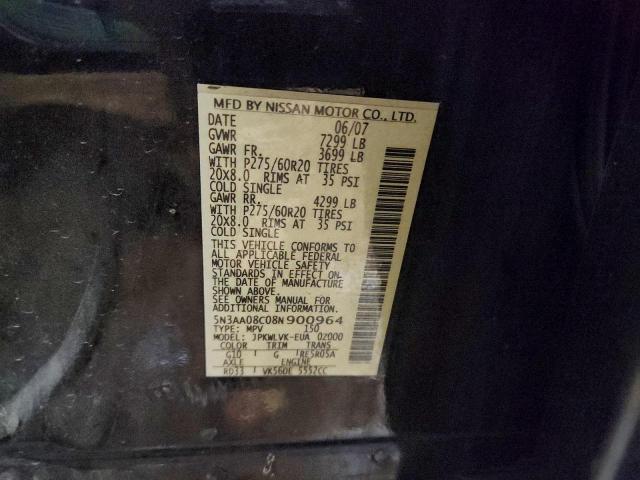 MFD BY NISSAN MOTOR CO., LTD.
DATE 06/07
GVWR 7299 LB
GAWR FR. 3699 LB
WITH P275/60R20 TIRES
20X8.0 RIMS AT 35 PSI
COLD SINGLE
GAWR RR. 4299 LB
WITH P275/60R20 TIRES
20X8.0 RIMS AT 35 PSI
COLD SINGLE
THIS VEHICLE CONFORMS TO
ALL APPLICABLE FEDERAL
MOTOR VEHICLE SAFETY
STANDARDS IN EFFECT ON
THE DATE OF MANUFACTURE
SHOWN ABOVE.
SEE OWNERS MANUAL FOR
ADDITIONAL INFORMATION.
5N3AA08C08N900964
TYPE: MPV 150
MODEL: JPKWLVK-EUA 02000
COLOR TRIM TRANS
G10 G RE5R05A
AXLE ENGINE
RD33 VK56DE 5552CC